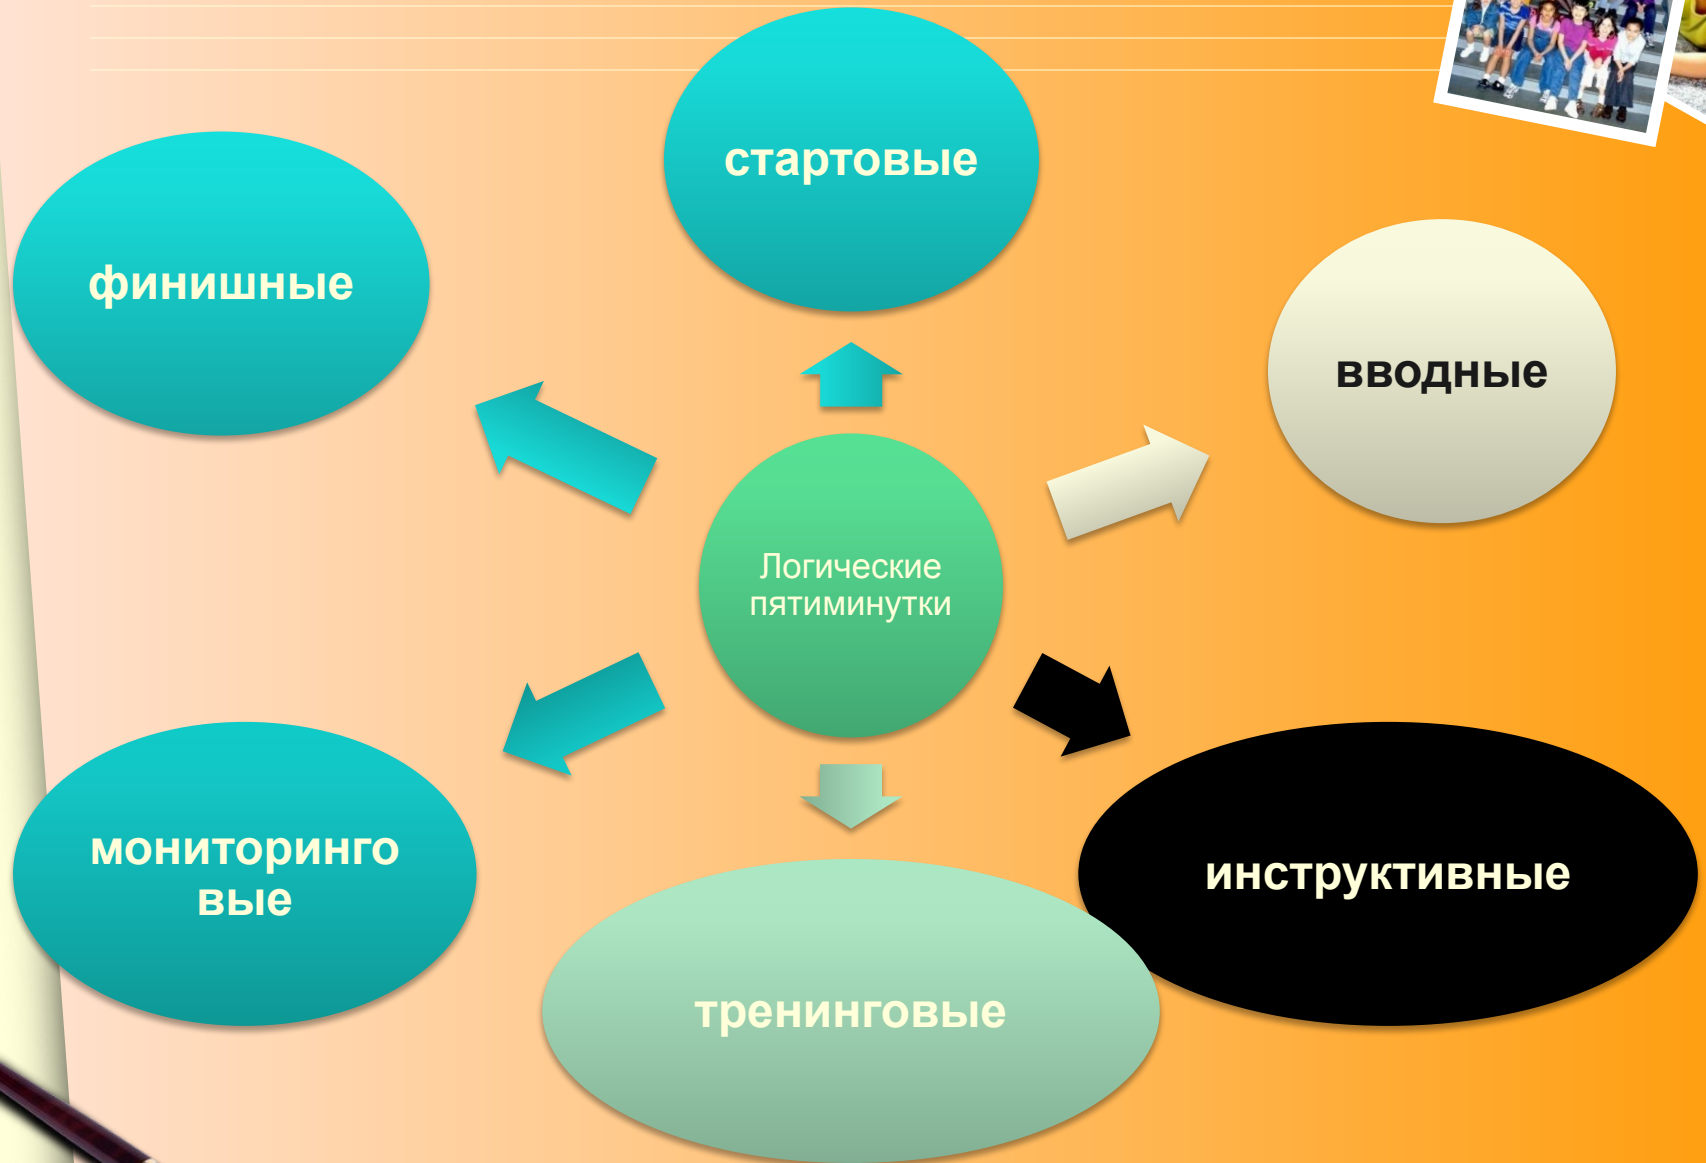 стартовые
финишные
вводные
Логические
пятиминутки
мониторинго
вые
инструктивные
тренинговые